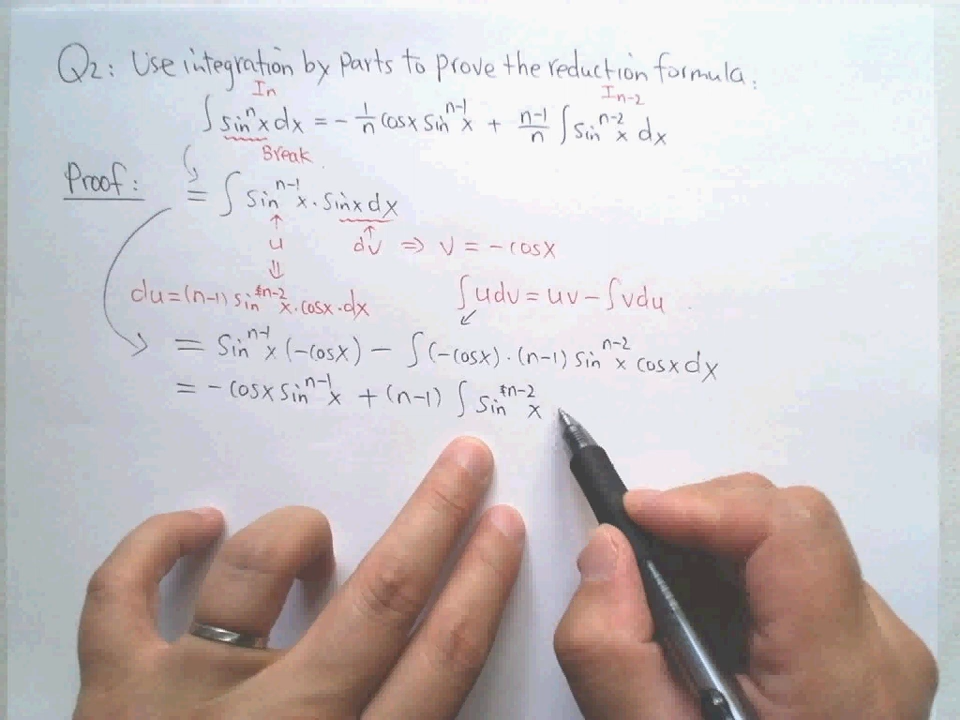 Q2: Use integration by parts to prove the reduction formula.
In In-2
∫ sinⁿx dx = - 1/n cosx sinⁿ⁻¹x + n-1/n ∫ sinⁿ⁻²x dx
Break
Proof: = ∫ sinⁿ⁻¹x · sinx dx
↑ ↑
u dv ⇒ v = -cosx
⇓
du = (n-1) sinⁿ⁻²x · cosx · dx ∫udv = uv - ∫vdu
= sinⁿ⁻¹x (-cosx) - ∫(-cosx) · (n-1) sinⁿ⁻²x cosx dx
= - cosx sinⁿ⁻¹x + (n-1) ∫ sinⁿ⁻²x